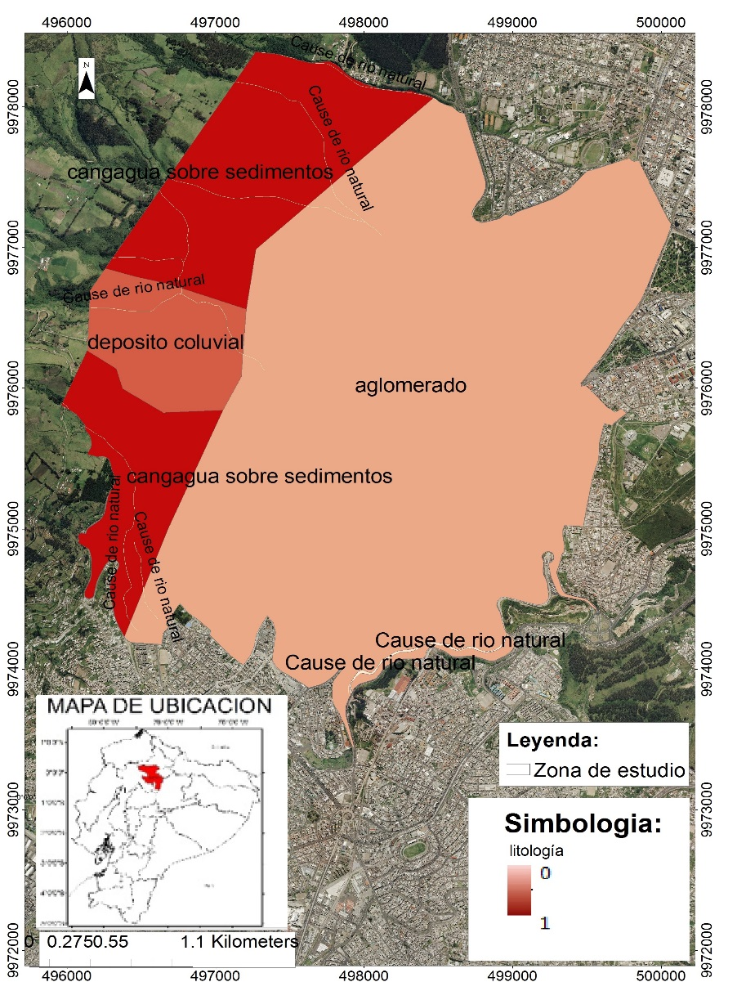 496000 497000 498000 499000 500000
Cause de rio natural
N
9978000 9978000
Cause de rio natural
cangagua sobre sedimentos
9977000 9977000
Cause de rio natural
deposito coluvial
aglomerado
9976000 9976000
cangagua sobre sedimentos
Cause de rio natural
Cause de rio natural
9975000 9975000
Cause de rio natural
Cause de rio natural
9974000 9974000
MAPA DE UBICACION
Leyenda:
Zona de estudio
9973000 9973000
Simbologia:
litología
0
1
9972000 9972000
0 0.2750.55 1.1 Kilometers
496000 497000 498000 499000 500000